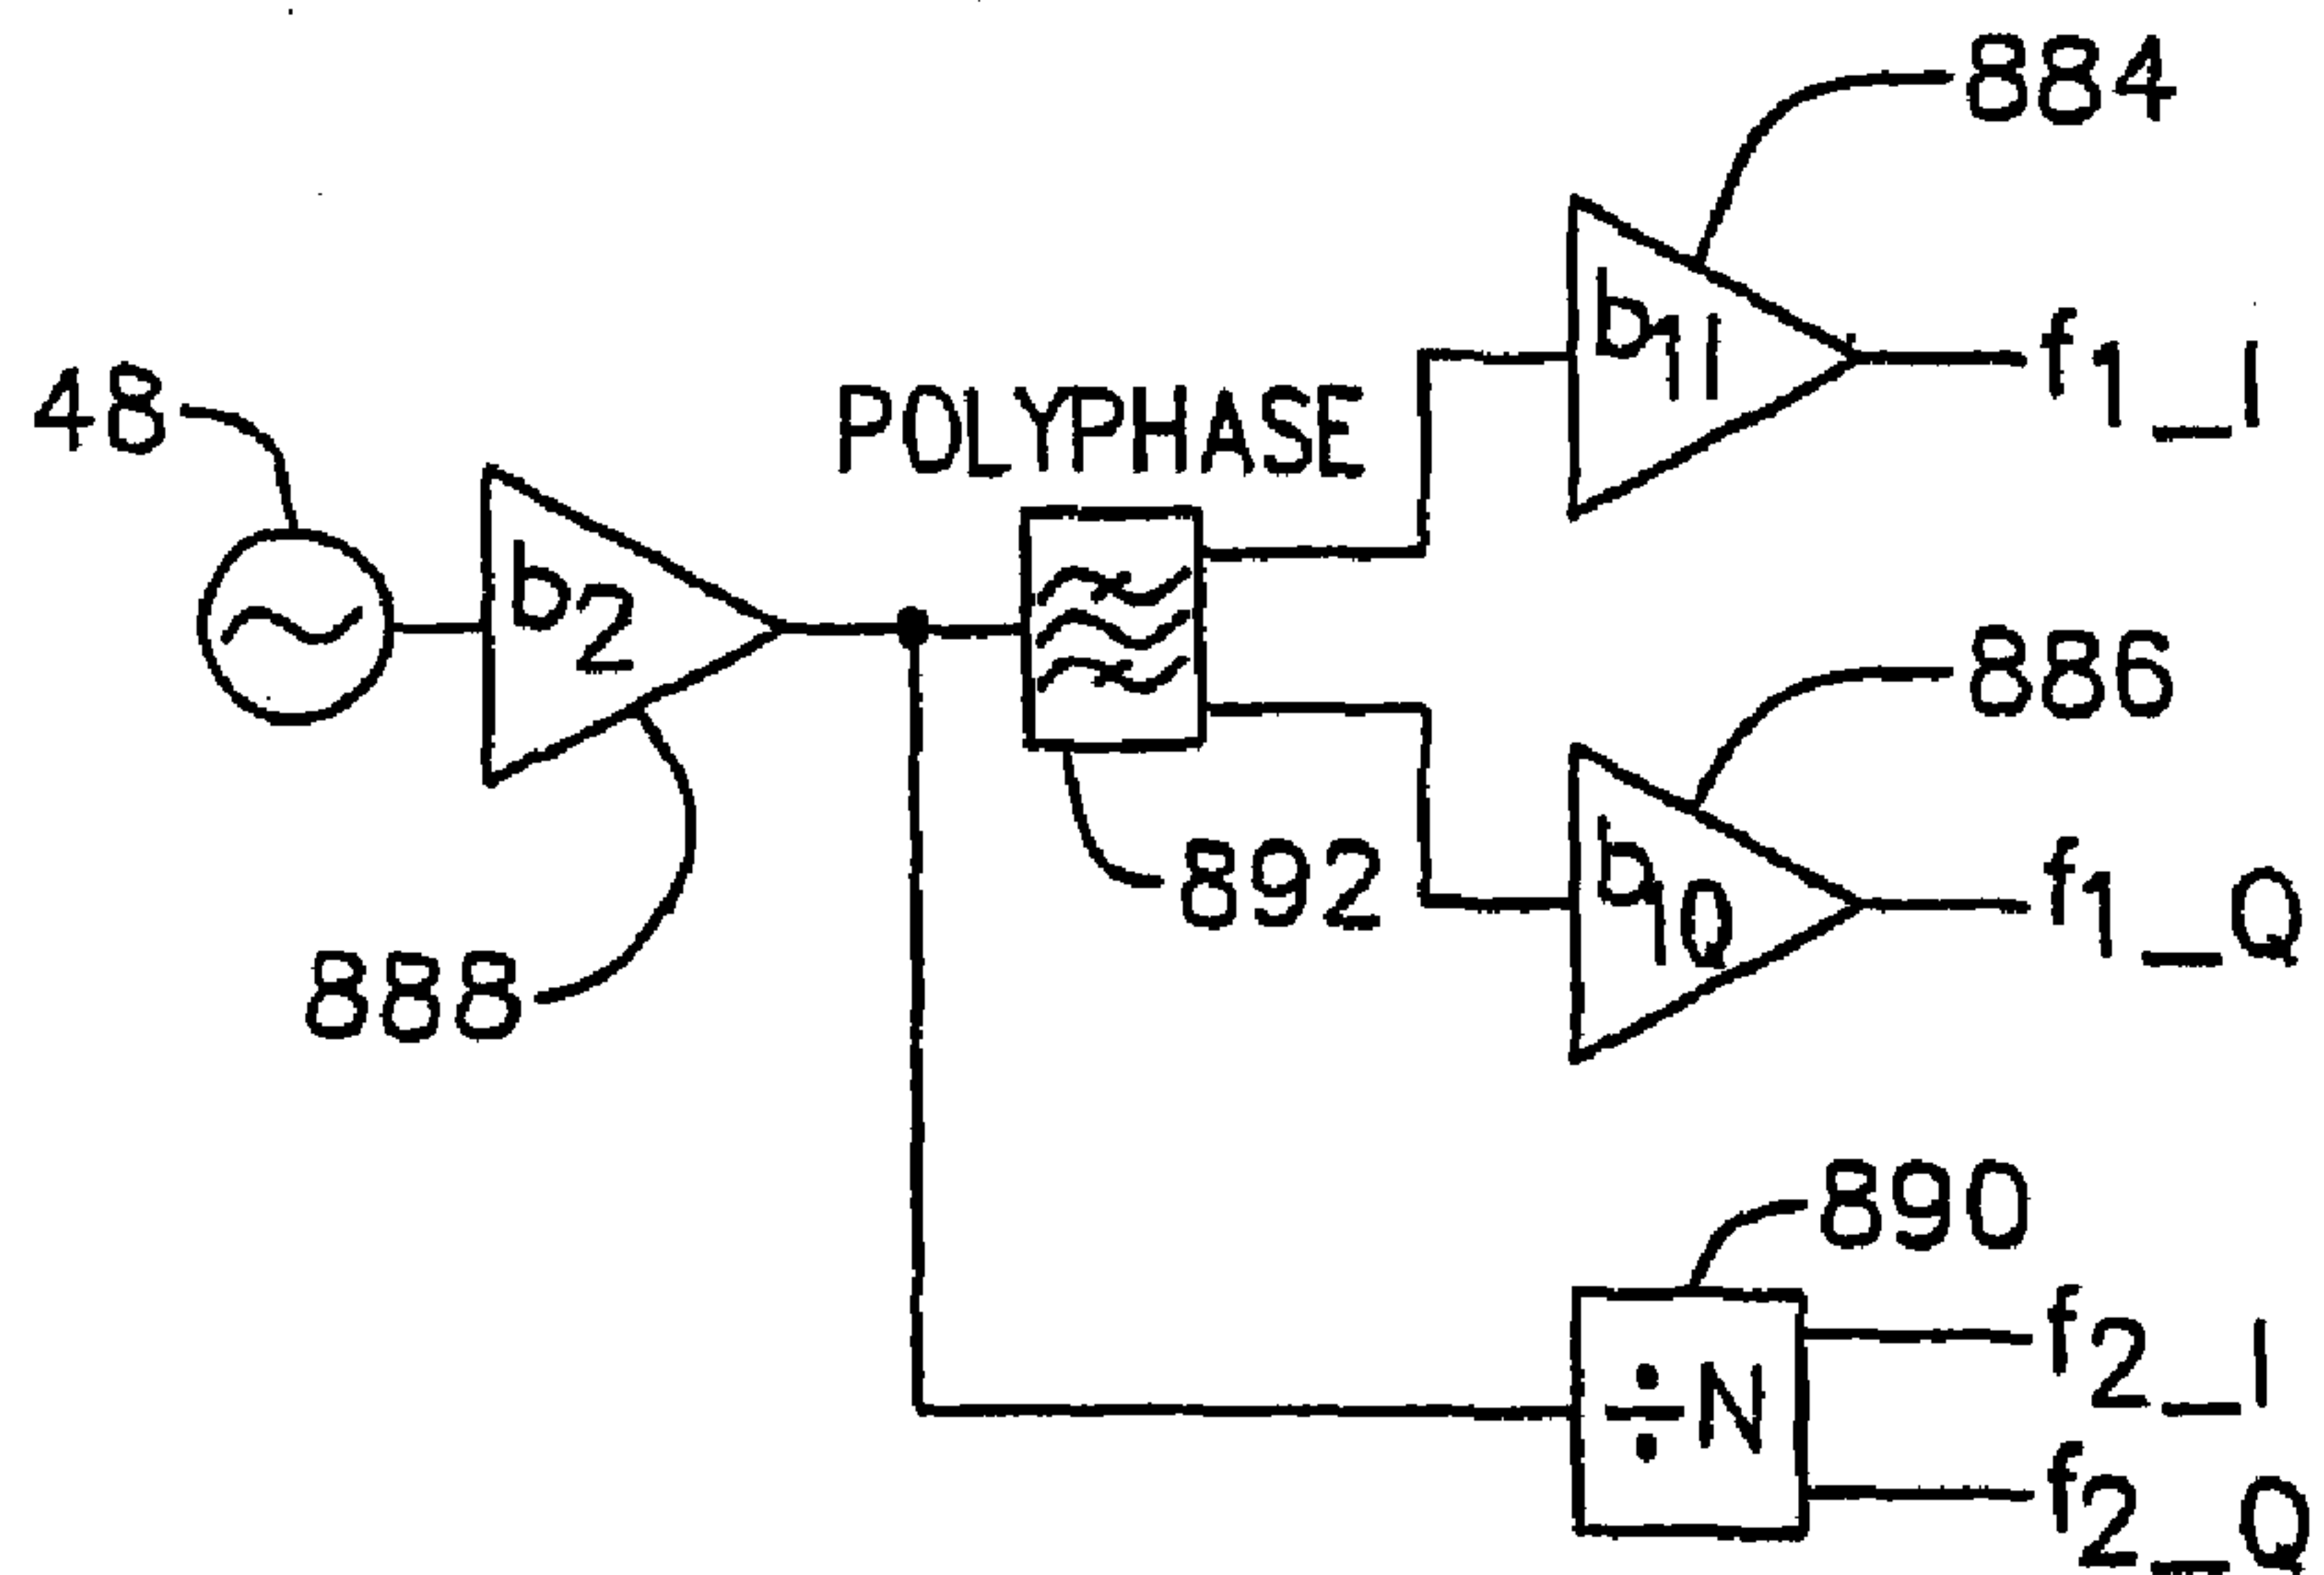 884
b1I
f1_I
48
POLYPHASE
b2
886
892
b1Q
f1_Q
888
890
÷N
f2_I
f2_Q